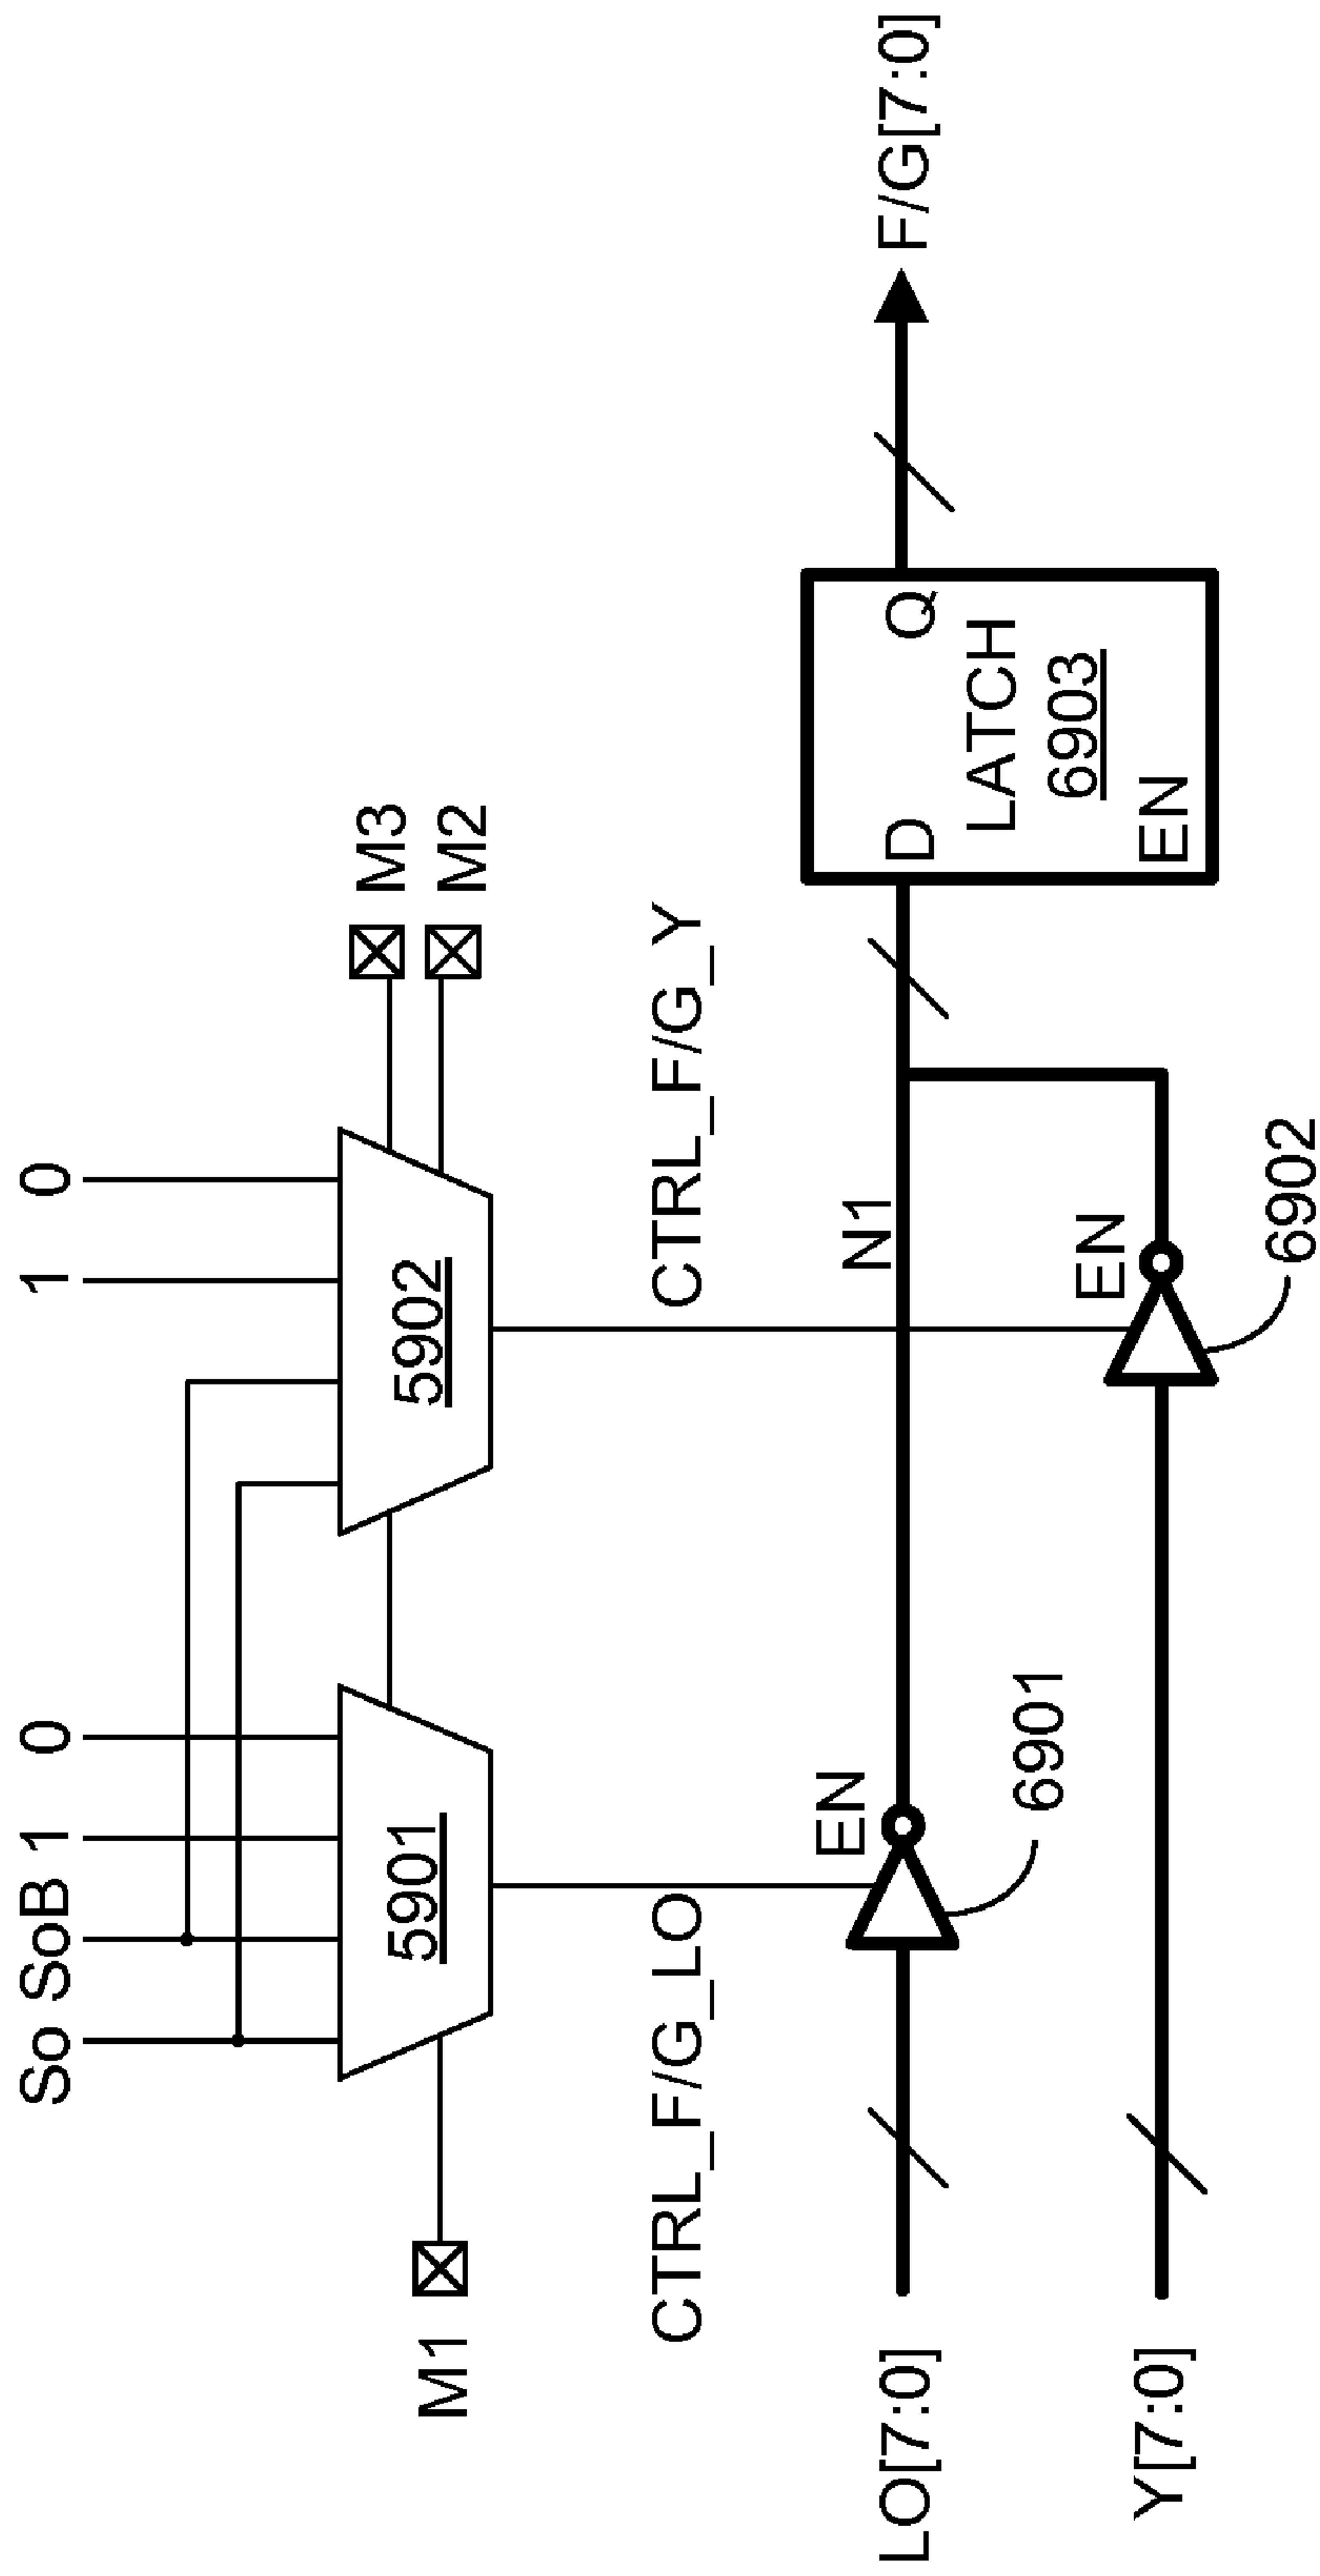 So SoB 1 0 1 0
5901
5902
M3
M1
M2
CTRL_F/G_LO
CTRL_F/G_Y
LO[7:0]
EN
N1
D
Q
F/G[7:0]
6901
LATCH
6903
Y[7:0]
EN
EN
6902